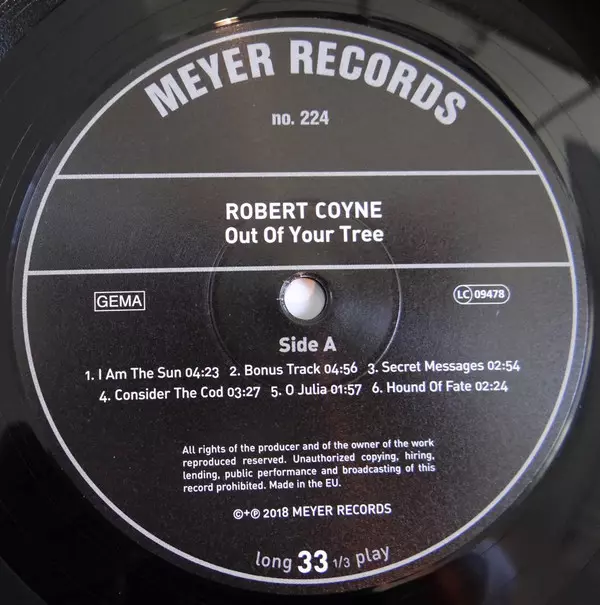 MEYER RECORDS
no. 224
ROBERT COYNE
Out Of Your Tree
GEMA
LC 09478
Side A
1. I Am The Sun 04:23 2. Bonus Track 04:56 3. Secret Messages 02:54
4. Consider The Cod 03:27 5. O Julia 01:57 6. Hound Of Fate 02:24
All rights of the producer and of the owner of the work
reproduced reserved. Unauthorized copying, hiring,
lending, public performance and broadcasting of this
record prohibited. Made in the EU.
©+℗ 2018 MEYER RECORDS
long 33 1/3 play